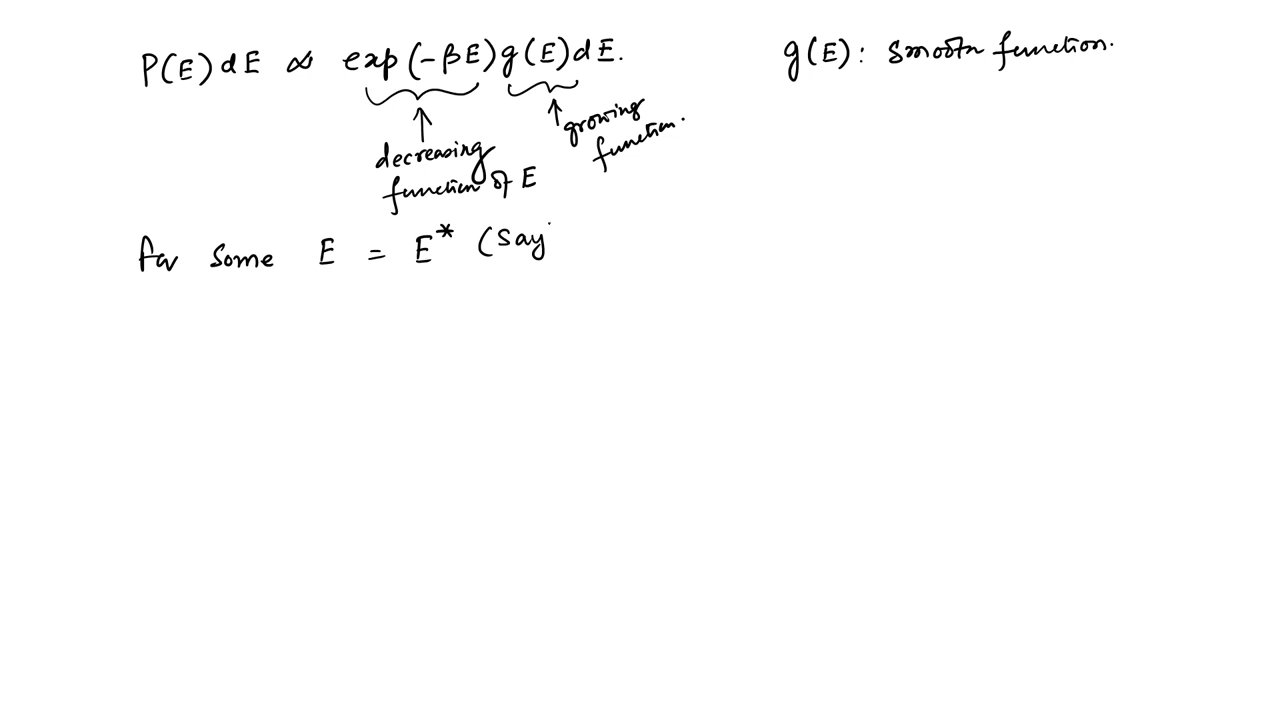 P(E) dE ∝ exp(-βE) g(E) dE.
g(E): smooth function.
growing
function.
decreasing
function of E
for some E = E* (say